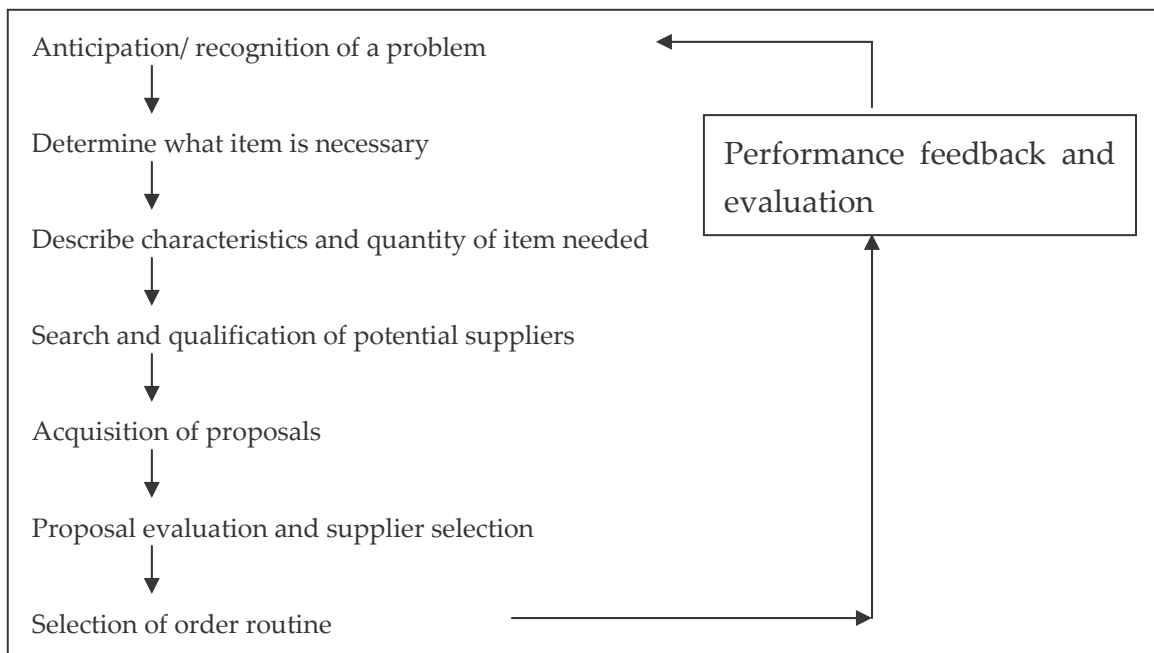 Anticipation/ recognition of a problem
Determine what item is necessary
Describe characteristics and quantity of item needed
Search and qualification of potential suppliers
Acquisition of proposals
Proposal evaluation and supplier selection
Selection of order routine
Performance feedback and
evaluation